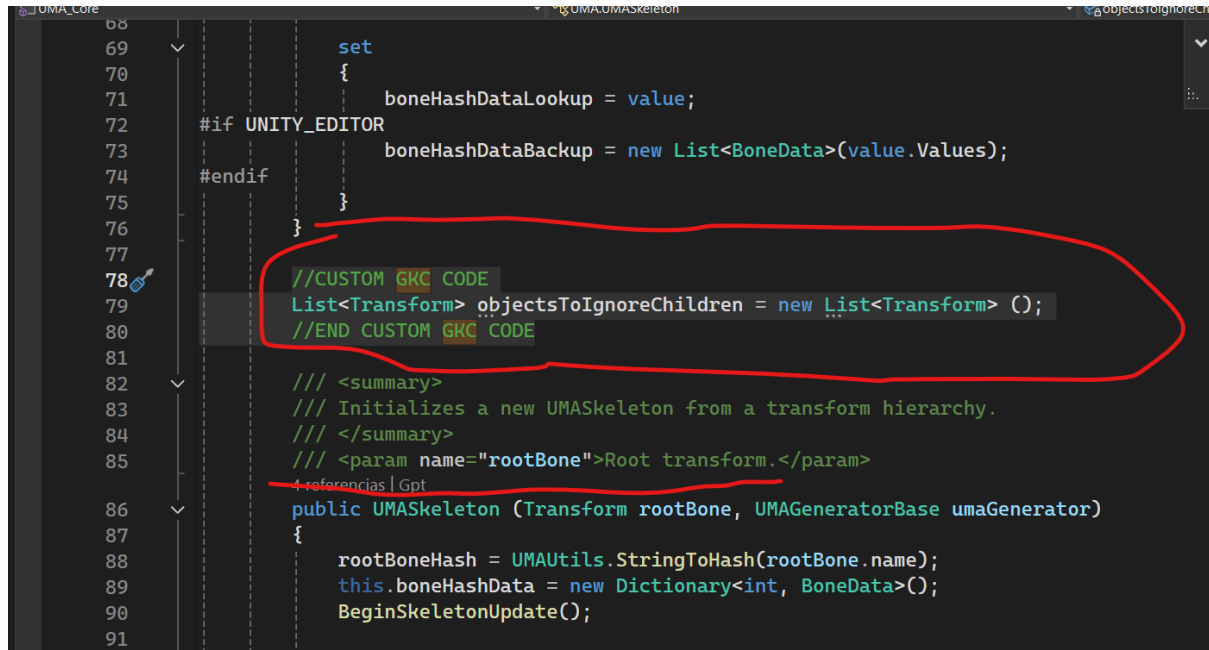 UMA_Core UMA.UMASkeleton objectsToIgnoreCh
68
69 set
70 {
71 boneHashDataLookup = value;
72 #if UNITY_EDITOR
73 boneHashDataBackup = new List<BoneData>(value.Values);
74 #endif
75 }
76 }
77
78 //CUSTOM GKC CODE
79 List<Transform> objectsToIgnoreChildren = new List<Transform> ();
80 //END CUSTOM GKC CODE
81
82 /// <summary>
83 /// Initializes a new UMASkeleton from a transform hierarchy.
84 /// </summary>
85 /// <param name="rootBone">Root transform.</param>
4 referencias | Gpt
86 public UMASkeleton (Transform rootBone, UMAGeneratorBase umaGenerator)
87 {
88 rootBoneHash = UMAUtils.StringToHash(rootBone.name);
89 this.boneHashData = new Dictionary<int, BoneData>();
90 BeginSkeletonUpdate();
91